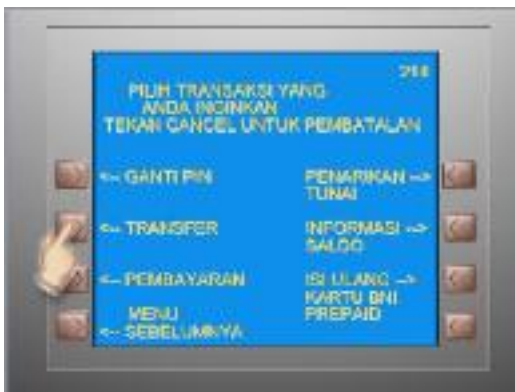 210
PILIH TRANSAKSI YANG
ANDA INGINKAN
TEKAN CANCEL UNTUK PEMBATALAN
<-- GANTI PIN
PENARIKAN -->
TUNAI
<-- TRANSFER
INFORMASI -->
SALDO
<-- PEMBAYARAN
ISI ULANG -->
KARTU BNI
PREPAID
MENU
<-- SEBELUMNYA